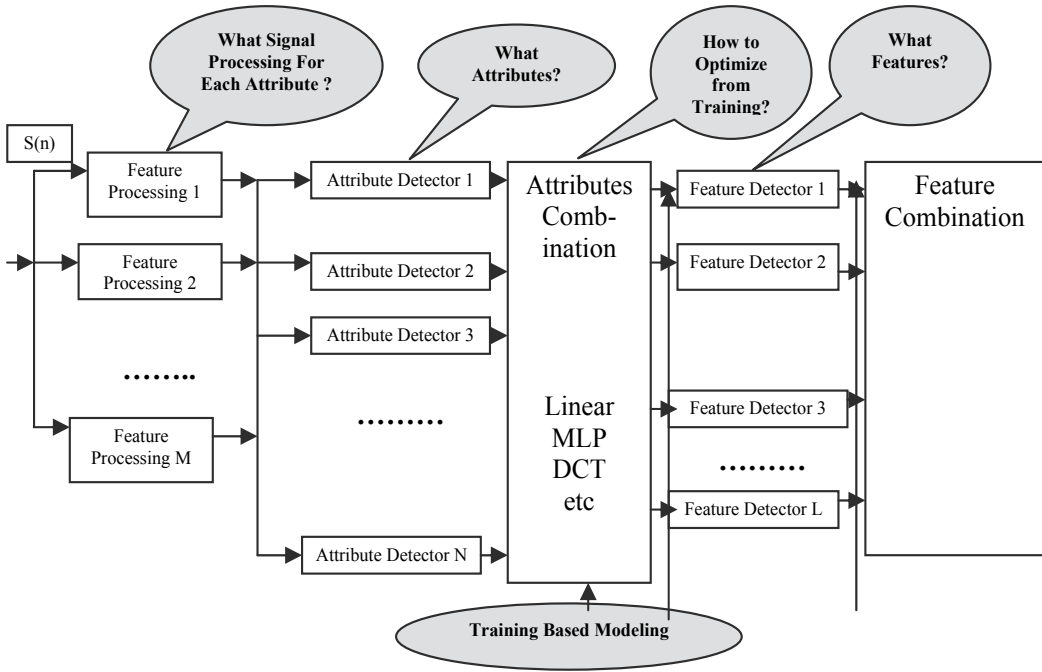 What Signal
Processing For
Each Attribute ?
What
Attributes?
How to
Optimize
from
Training?
What
Features?
S(n)
Feature
Processing 1
Feature
Processing 2
........
Feature
Processing M
Attribute Detector 1
Attribute Detector 2
Attribute Detector 3
.........
Attribute Detector N
Attributes
Comb-
ination
Linear
MLP
DCT
etc
Feature Detector 1
Feature Detector 2
Feature Detector 3
.........
Feature Detector L
Feature
Combination
Training Based Modeling